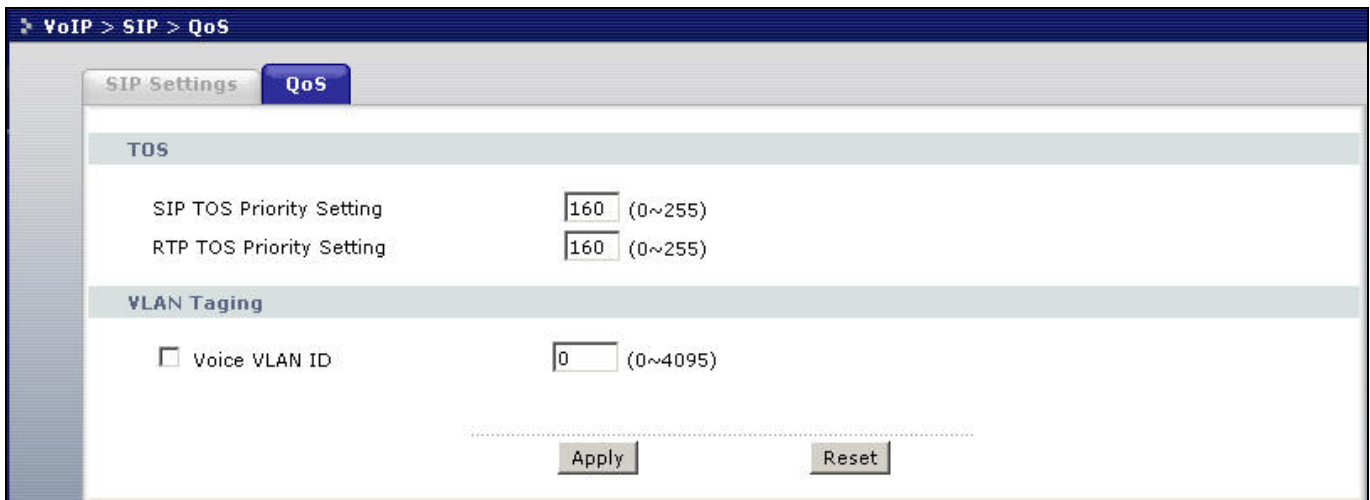 VoIP > SIP > QoS
SIP Settings QoS
TOS
SIP TOS Priority Setting 160 (0~255)
RTP TOS Priority Setting 160 (0~255)
VLAN Taging
Voice VLAN ID 0 (0~4095)
Apply Reset